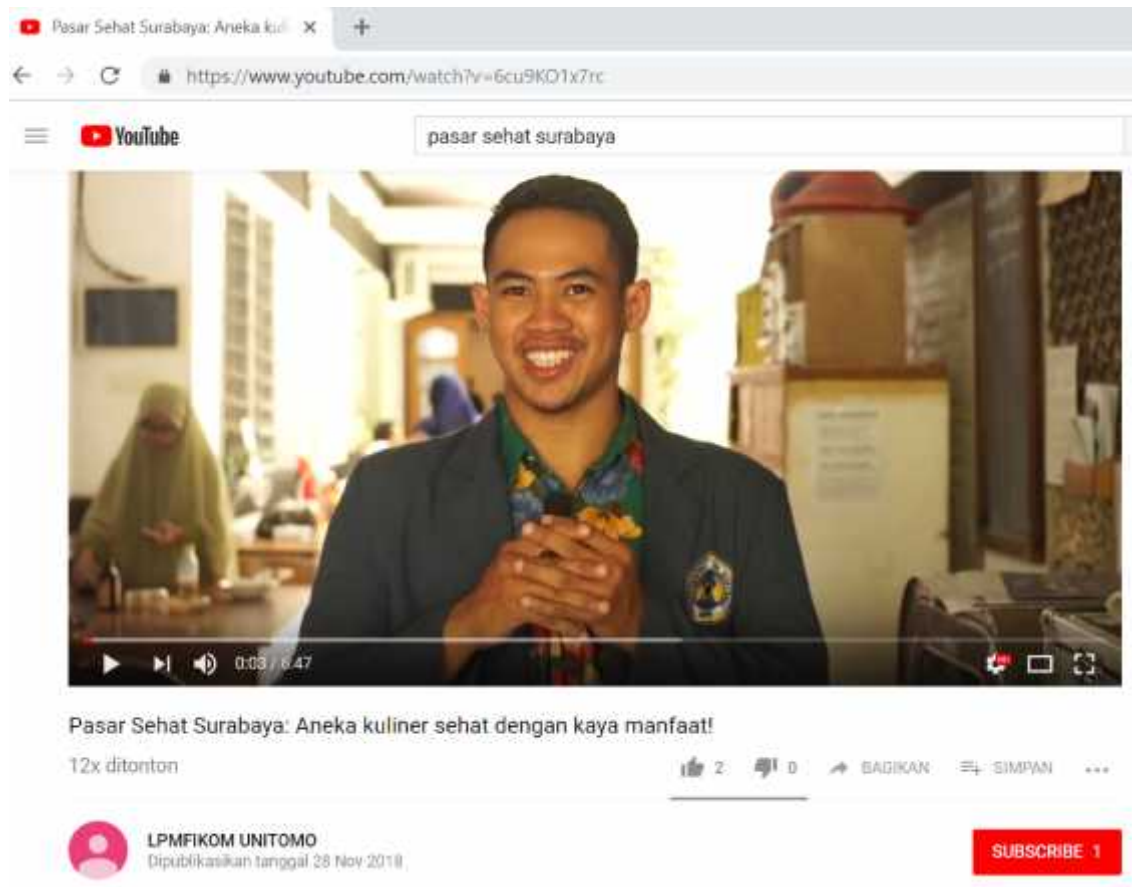 Pasar Sehat Surabaya: Aneka kuli
https://www.youtube.com/watch?v=6cu9KO1x7rc
YouTube
pasar sehat surabaya
0:03 / 6:47
Pasar Sehat Surabaya: Aneka kuliner sehat dengan kaya manfaat!
12x ditonton
2
0
BAGIKAN
SIMPAN
LPMFIKOM UNITOMO
SUBSCRIBE 1
Dipublikasikan tanggal 28 Nov 2018